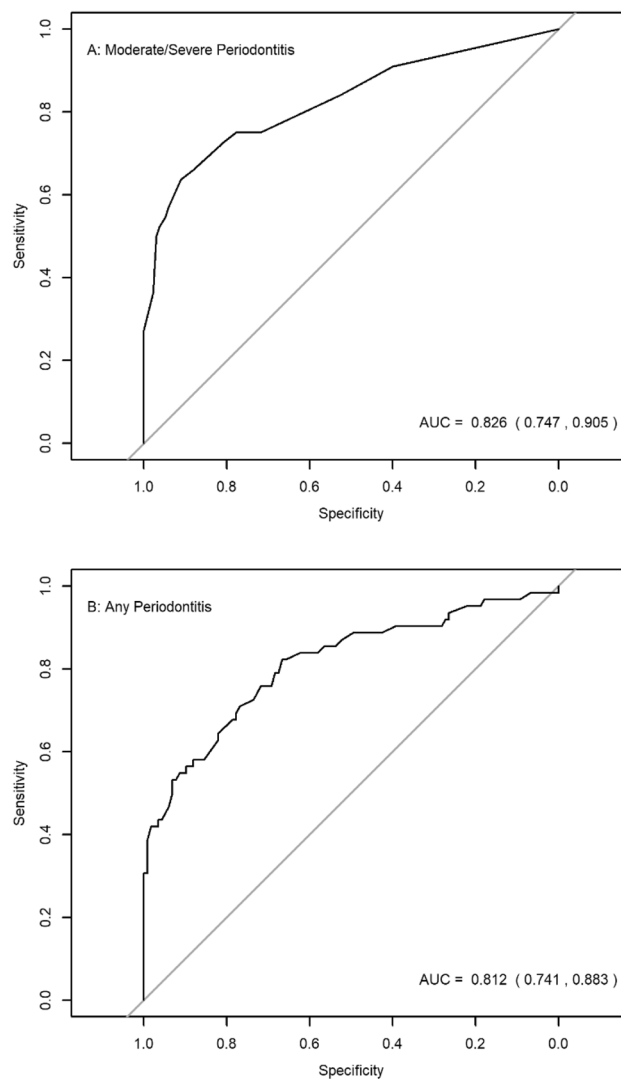 A: Moderate/Severe Periodontitis
1.0
0.8
0.6
0.4
0.2
0.0
Sensitivity
AUC = 0.826 ( 0.747 , 0.905 )
1.0 0.8 0.6 0.4 0.2 0.0
Specificity
B: Any Periodontitis
1.0
0.8
0.6
0.4
0.2
0.0
Sensitivity
AUC = 0.812 ( 0.741 , 0.883 )
1.0 0.8 0.6 0.4 0.2 0.0
Specificity